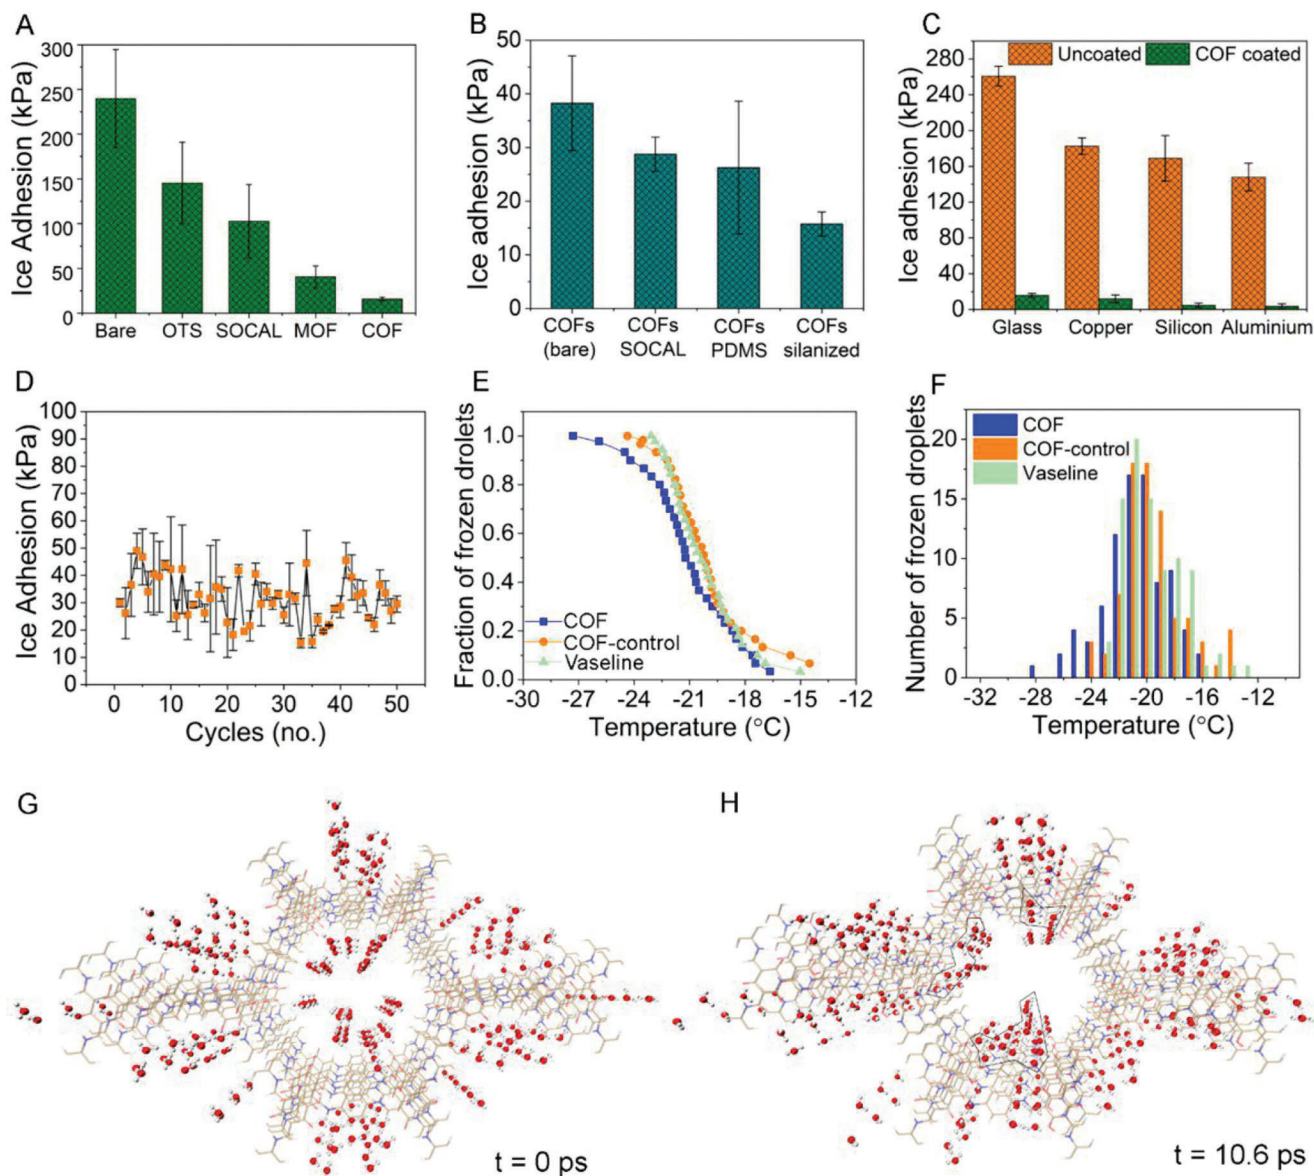 A
Ice Adhesion (kPa)
300
250
200
150
100
50
0
Bare OTS SOCAL MOF COF
B
Ice adhesion (kPa)
50
40
30
20
10
0
COFs COFs COFs COFs
(bare) SOCAL PDMS silanized
C
Ice adhesion (kPa)
280
240
200
160
120
80
40
0
Uncoated COF coated
Glass Copper Silicon Aluminium
D
Ice Adhesion (kPa)
100
90
80
70
60
50
40
30
20
10
0
0 10 20 30 40 50
Cycles (no.)
E
Fraction of frozen drolets
1.0
0.8
0.6
0.4
0.2
0.0
COF
COF-control
Vaseline
-30 -27 -24 -21 -18 -15 -12
Temperature (°C)
F
Number of frozen droplets
20
15
10
5
0
COF
COF-control
Vaseline
-32 -28 -24 -20 -16 -12
Temperature (°C)
G
t = 0 ps
H
t = 10.6 ps